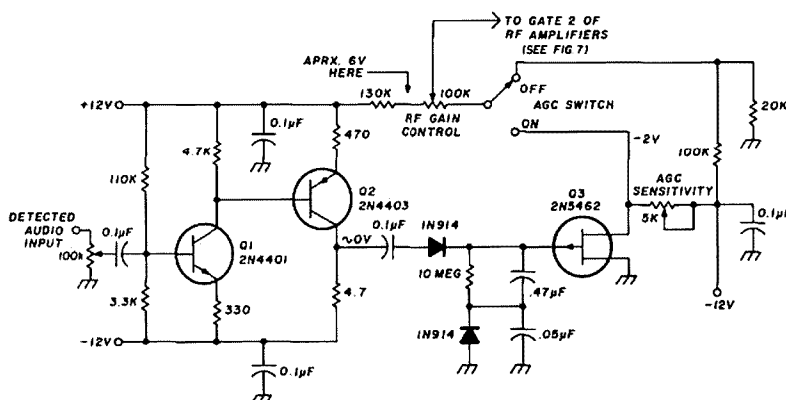 TO GATE 2 OF
RF AMPLIFIERS
(SEE FIG 7)
APRX. 6V
HERE
130K
100K
RF GAIN
CONTROL
OFF
AGC SWITCH
ON
20K
+12V
0.1µF
470
4.7K
110K
-2V
100K
AGC
SENSITIVITY
5K
0.1µ
Q2
2N4403
Q3
2N5462
DETECTED
AUDIO
INPUT
100k
0.1µF
Q1
2N4401
~0V
0.1µF
1N914
10 MEG
.47µF
3.3K
330
4.7
-12V
1N914
.05µF
-12V
0.1µF